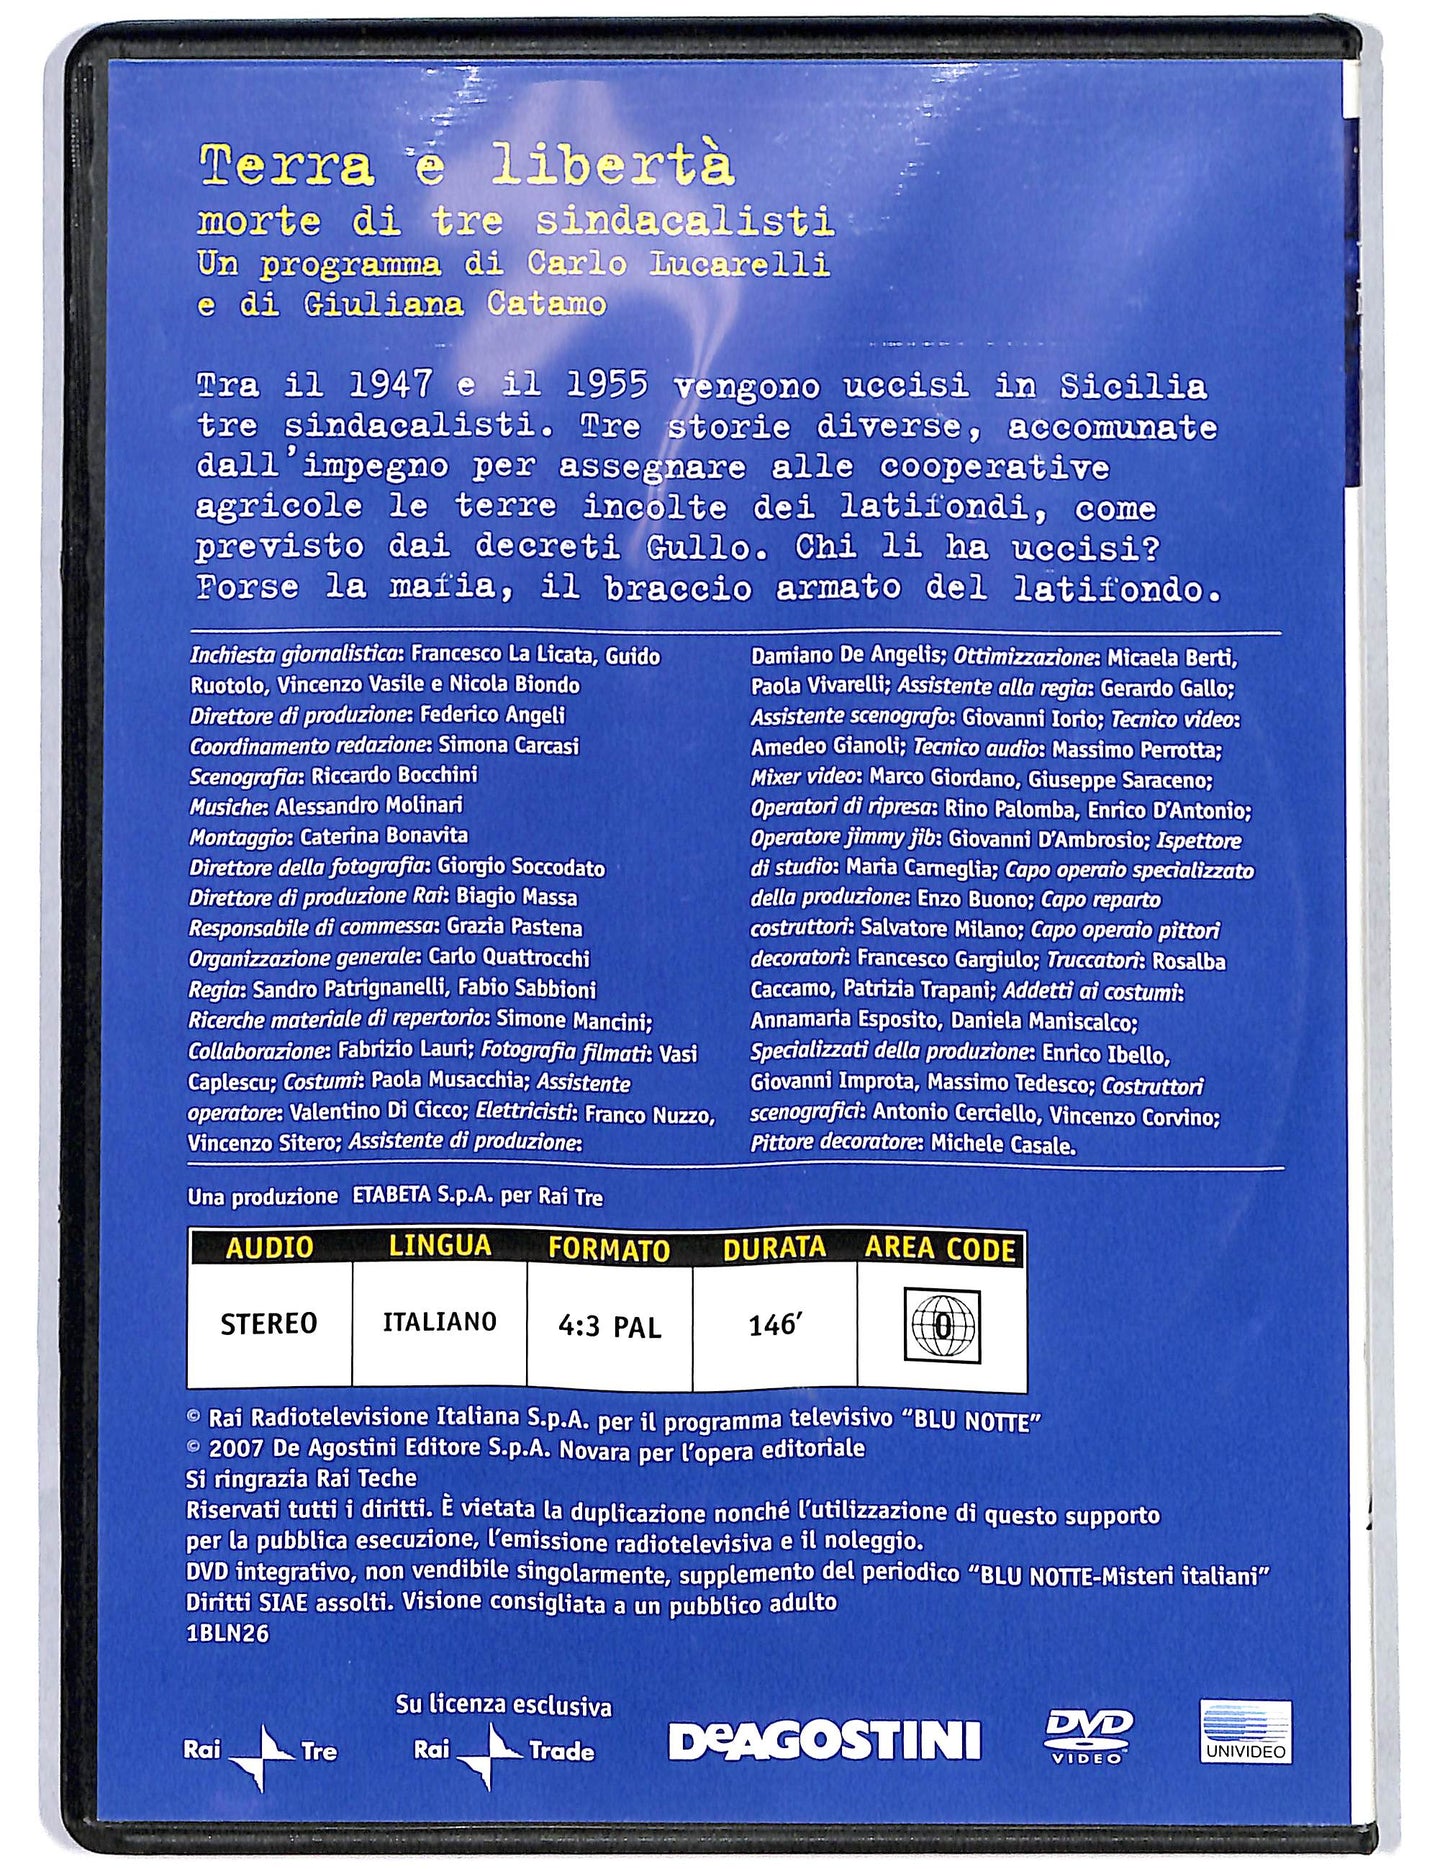 Terra e libertà
morte di tre sindacalisti
Un programma di Carlo Lucarelli
e di Giuliana Catamo
Tra il 1947 e il 1955 vengono uccisi in Sicilia
tre sindacalisti. Tre storie diverse, accomunate
dall'impegno per assegnare alle cooperative
agricole le terre incolte dei latifondi, come
previsto dai decreti Gullo. Chi li ha uccisi?
Forse la mafia, il braccio armato del latifondo.
Inchiesta giornalistica: Francesco La Licata, Guido
Ruotolo, Vincenzo Vasile e Nicola Biondo
Direttore di produzione: Federico Angeli
Coordinamento redazione: Simona Carcasi
Scenografia: Riccardo Bocchini
Musiche: Alessandro Molinari
Montaggio: Caterina Bonavita
Direttore della fotografia: Giorgio Soccodato
Direttore di produzione Rai: Biagio Massa
Responsabile di commessa: Grazia Pastena
Organizzazione generale: Carlo Quattrocchi
Regia: Sandro Patrignanelli, Fabio Sabbioni
Ricerche materiale di repertorio: Simone Mancini;
Collaborazione: Fabrizio Lauri; Fotografia filmati: Vasi
Caplescu; Costumi: Paola Musacchia; Assistente
operatore: Valentino Di Cicco; Elettricisti: Franco Nuzzo,
Vincenzo Sitero; Assistente di produzione:
Damiano De Angelis; Ottimizzazione: Micaela Berti,
Paola Vivarelli; Assistente alla regia: Gerardo Gallo;
Assistente scenografo: Giovanni Iorio; Tecnico video:
Amedeo Gianoli; Tecnico audio: Massimo Perrotta;
Mixer video: Marco Giordano, Giuseppe Saraceno;
Operatori di ripresa: Rino Palomba, Enrico D'Antonio;
Operatore jimmy jib: Giovanni D'Ambrosio; Ispettore
di studio: Maria Carneglia; Capo operaio specializzato
della produzione: Enzo Buono; Capo reparto
costruttori: Salvatore Milano; Capo operaio pittori
decoratori: Francesco Gargiulo; Truccatori: Rosalba
Caccamo, Patrizia Trapani; Addetti ai costumi:
Annamaria Esposito, Daniela Maniscalco;
Specializzati della produzione: Enrico Ibello,
Giovanni Improta, Massimo Tedesco; Costruttori
scenografici: Antonio Cerciello, Vincenzo Corvino;
Pittore decoratore: Michele Casale.
Una produzione ETABETA S.p.A. per Rai Tre
AUDIO LINGUA FORMATO DURATA AREA CODE
STEREO ITALIANO 4:3 PAL 146' 0
© Rai Radiotelevisione Italiana S.p.A. per il programma televisivo "BLU NOTTE"
© 2007 De Agostini Editore S.p.A. Novara per l'opera editoriale
Si ringrazia Rai Teche
Riservati tutti i diritti. È vietata la duplicazione nonché l'utilizzazione di questo supporto
per la pubblica esecuzione, l'emissione radiotelevisiva e il noleggio.
DVD integrativo, non vendibile singolarmente, supplemento del periodico "BLU NOTTE-Misteri italiani"
Diritti SIAE assolti. Visione consigliata a un pubblico adulto
1BLN26
Su licenza esclusiva
Rai Tre Rai Trade DeAGOSTINI DVD VIDEO UNIVIDEO